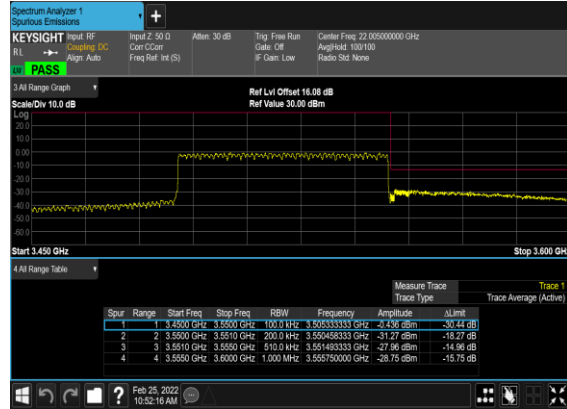 Spectrum Analyzer 1
Spurious Emissions
+
KEYSIGHT Input: RF Input Z: 50 Ω Atten: 30 dB Trig: Free Run Center Freq: 22.005000000 GHz
RL Coupling: DC Corr CCorr Gate: Off Avg|Hold: 100/100
Align: Auto Freq Ref: Int (S) IF Gain: Low Radio Std: None
LW PASS
3 All Range Graph
Ref Lvl Offset 16.08 dB
Scale/Div 10.0 dB Ref Value 30.00 dBm
Log
20.0
10.0
0.00
-10.0
-20.0
-30.0
-40.0
-50.0
-60.0
Start 3.450 GHz Stop 3.600 GHz
4 All Range Table
Measure Trace Trace 1
Trace Type Trace Average (Active)
Spur Range Start Freq Stop Freq RBW Frequency Amplitude ΔLimit
1 1 3.4500 GHz 3.5500 GHz 100.0 kHz 3.505333333 GHz -0.436 dBm -30.44 dB
2 2 3.5500 GHz 3.5510 GHz 200.0 kHz 3.550458333 GHz -31.27 dBm -18.27 dB
3 3 3.5510 GHz 3.5550 GHz 510.0 kHz 3.551493333 GHz -27.96 dBm -14.96 dB
4 4 3.5550 GHz 3.6000 GHz 1.000 MHz 3.555750000 GHz -28.75 dBm -15.75 dB
? Feb 25, 2022
10:52:16 AM